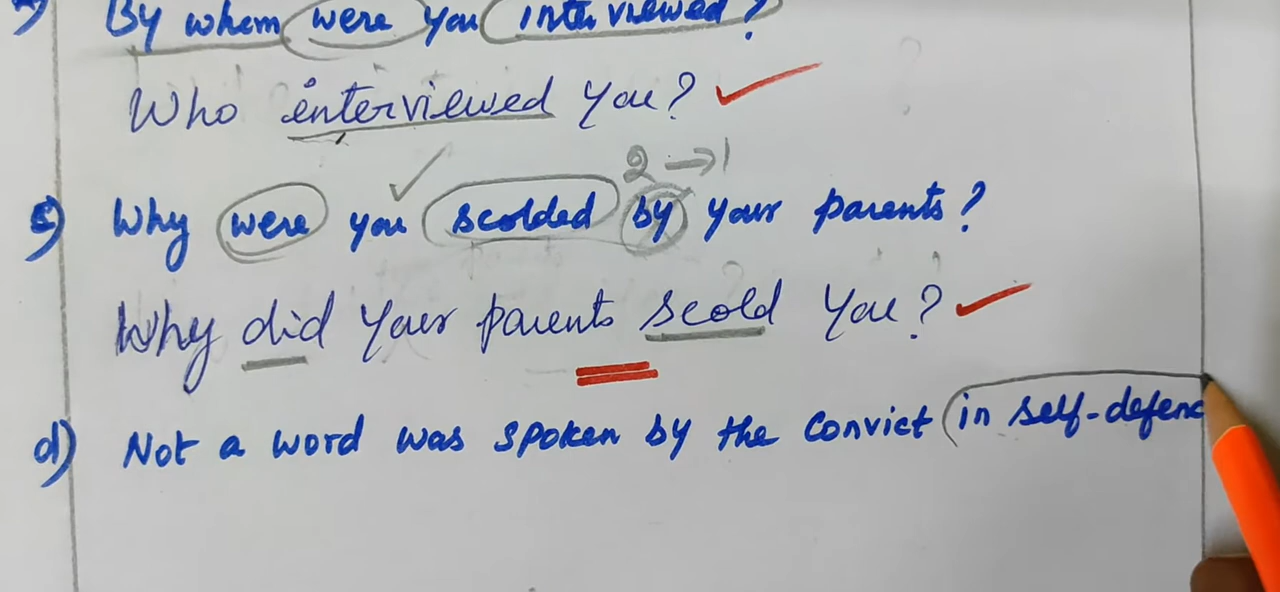 By whom were you interviewed?
Who interviewed you?
2 → 1
c) Why were you scolded by your parents?
Why did your parents scold you?
d) Not a word was spoken by the convict in self-defenc